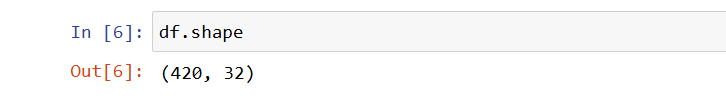 In [6]: df.shape
Out[6]: (420, 32)